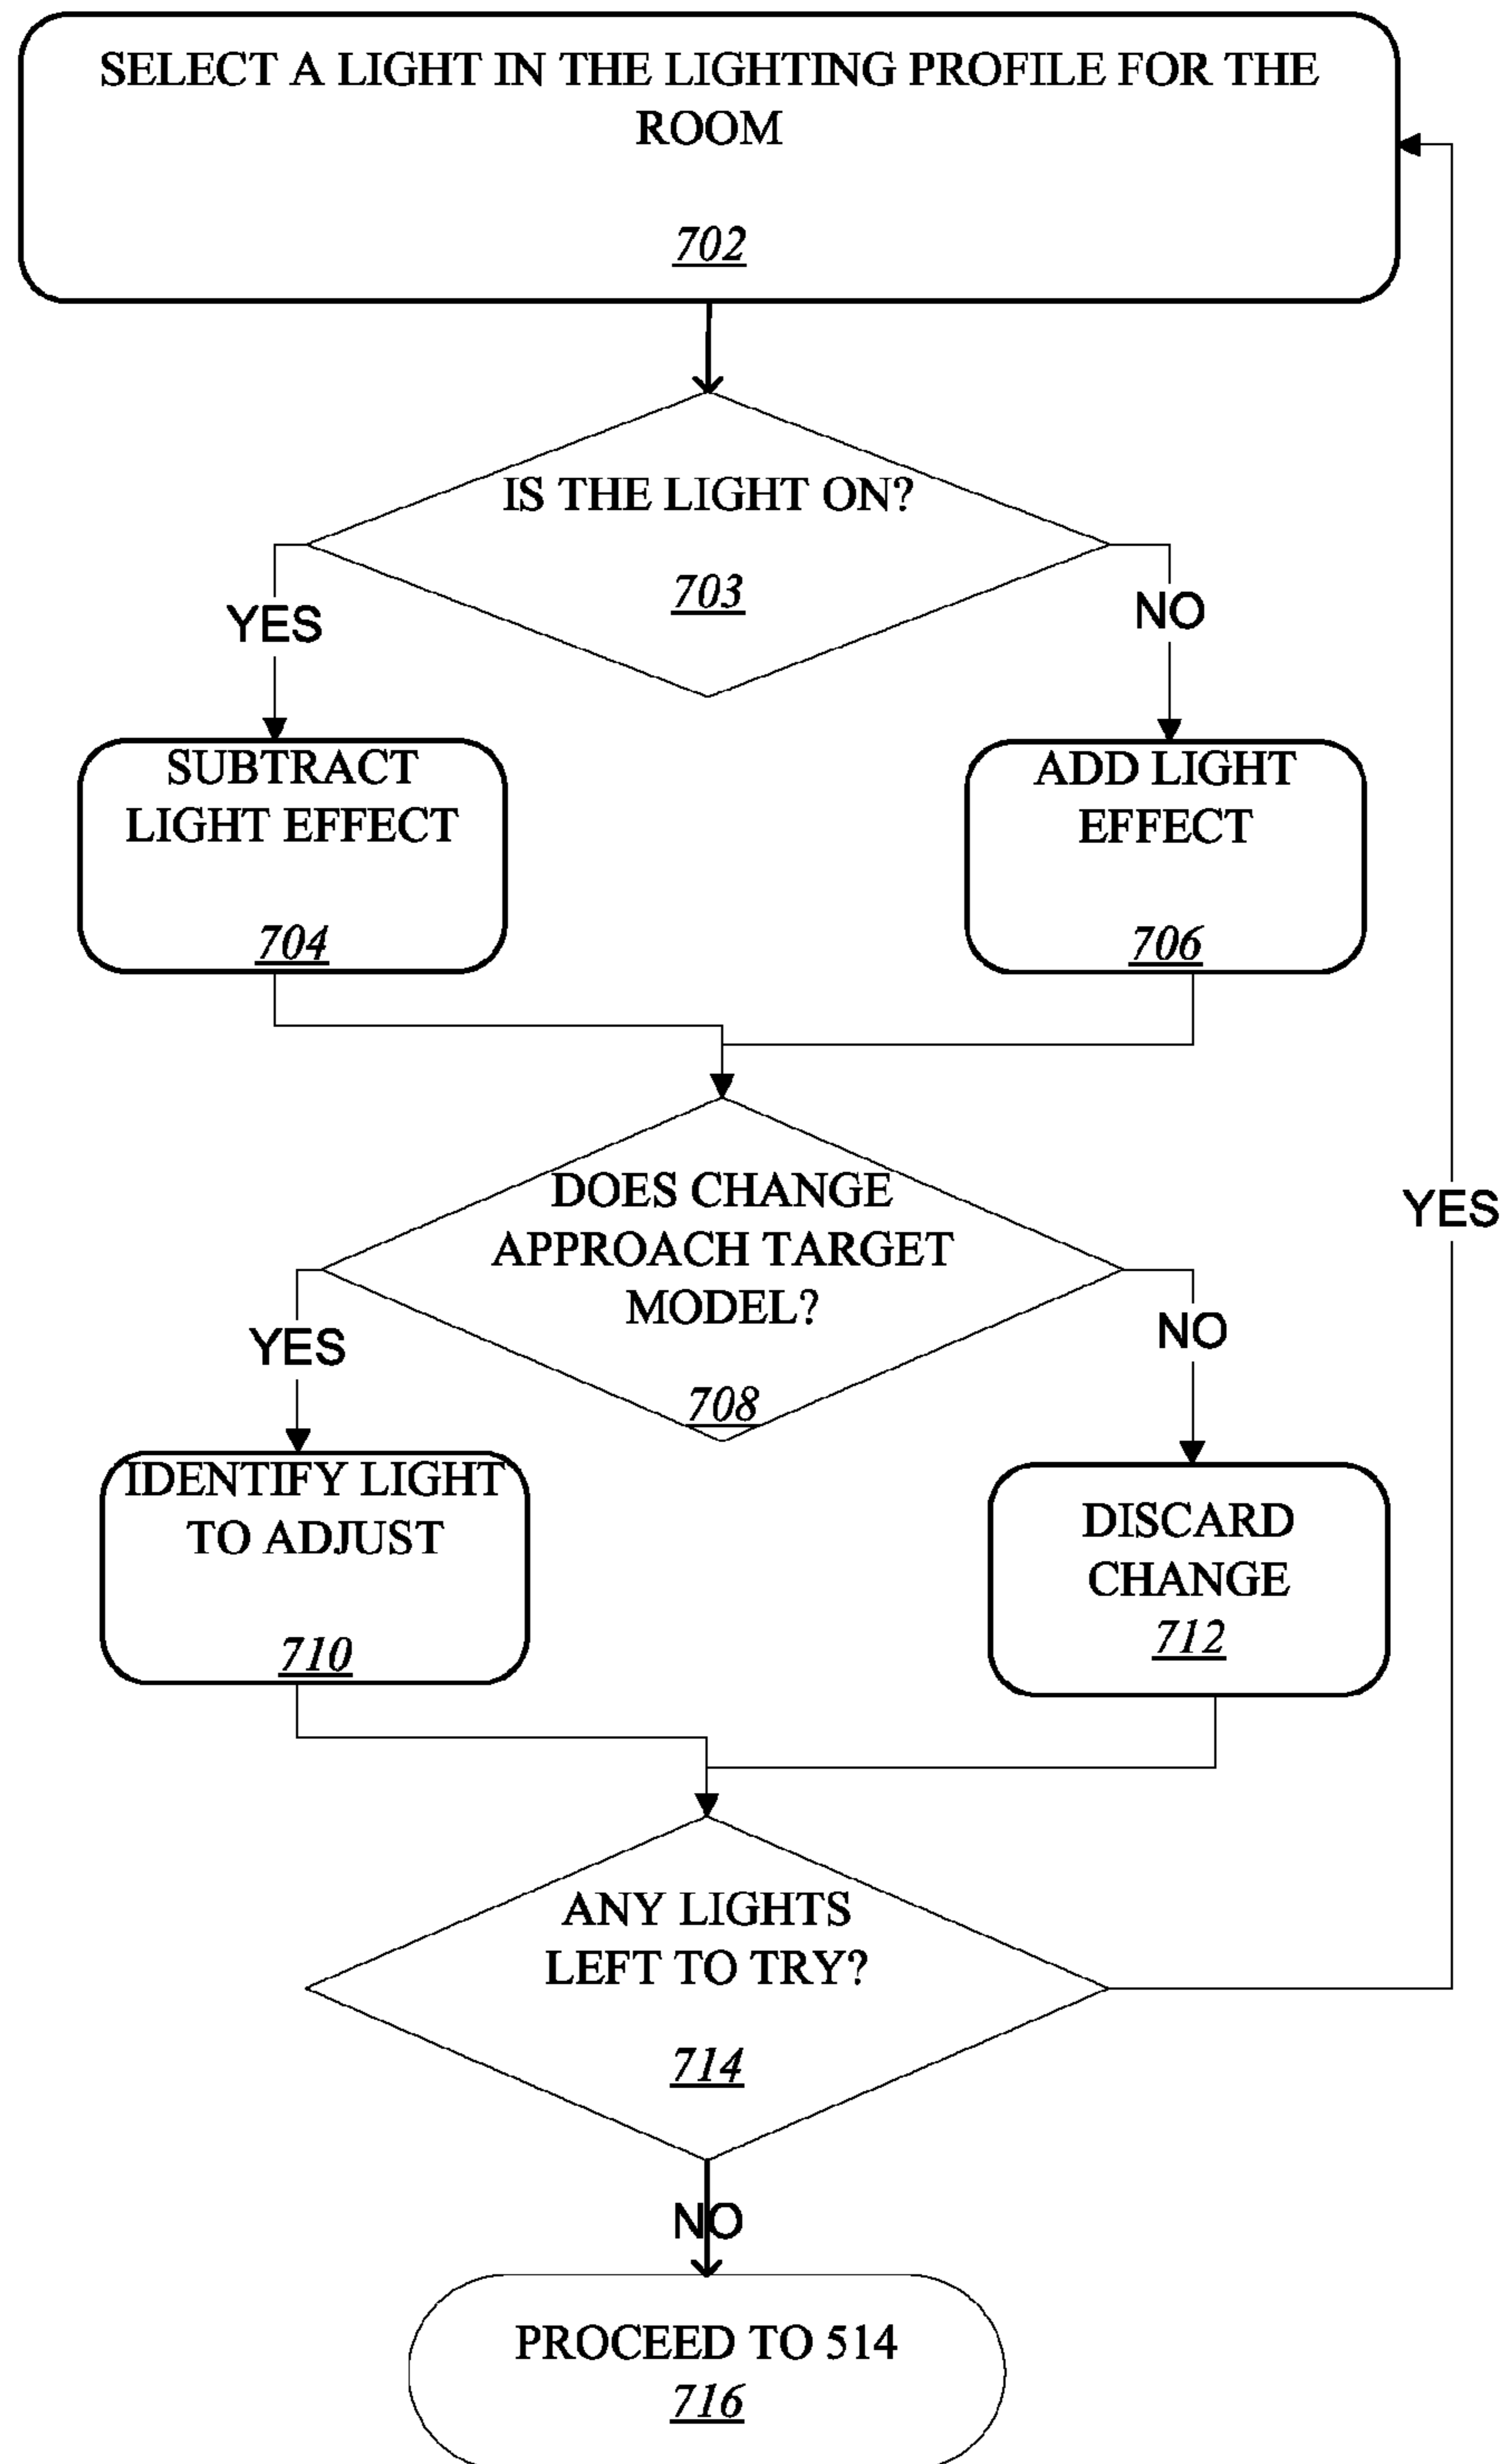 SELECT A LIGHT IN THE LIGHTING PROFILE FOR THE
ROOM
702
IS THE LIGHT ON?
703
YES
NO
SUBTRACT
LIGHT EFFECT
704
ADD LIGHT
EFFECT
706
DOES CHANGE
APPROACH TARGET
MODEL?
708
YES
NO
YES
IDENTIFY LIGHT
TO ADJUST
710
DISCARD
CHANGE
712
ANY LIGHTS
LEFT TO TRY?
714
NO
PROCEED TO 514
716